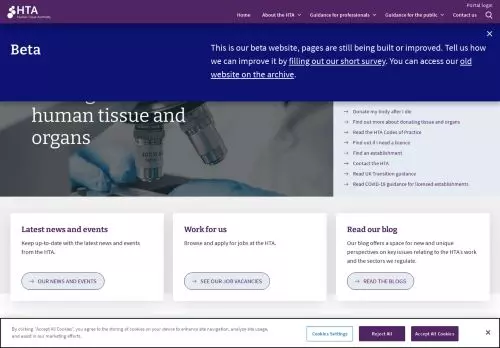 Portal login
HTA
Human Tissue Authority
Home
About the HTA
Guidance for professionals
Guidance for the public
Contact us
Beta
This is our beta website, pages are still being built or improved. Tell us how
we can improve it by filling out our short survey. You can access our old
website on the archive.
human tissue and
organs
Donate my body after I die
Find out more about donating tissue and organs
Read the HTA Codes of Practice
Find out if I need a licence
Find an establishment
Contact the HTA
Read UK Transition guidance
Read COVID-19 guidance for licensed establishments
Latest news and events
Keep up-to-date with the latest news and events
from the HTA.
OUR NEWS AND EVENTS
Work for us
Browse and apply for jobs at the HTA.
SEE OUR JOB VACANCIES
Read our blog
Our blog offers a space for new and unique
perspectives on key issues relating to the HTA's work
and the sectors we regulate.
READ THE BLOGS
By clicking "Accept All Cookies", you agree to the storing of cookies on your device to enhance site navigation, analyze site usage,
and assist in our marketing efforts.
Cookies Settings
Reject All
Accept All Cookies